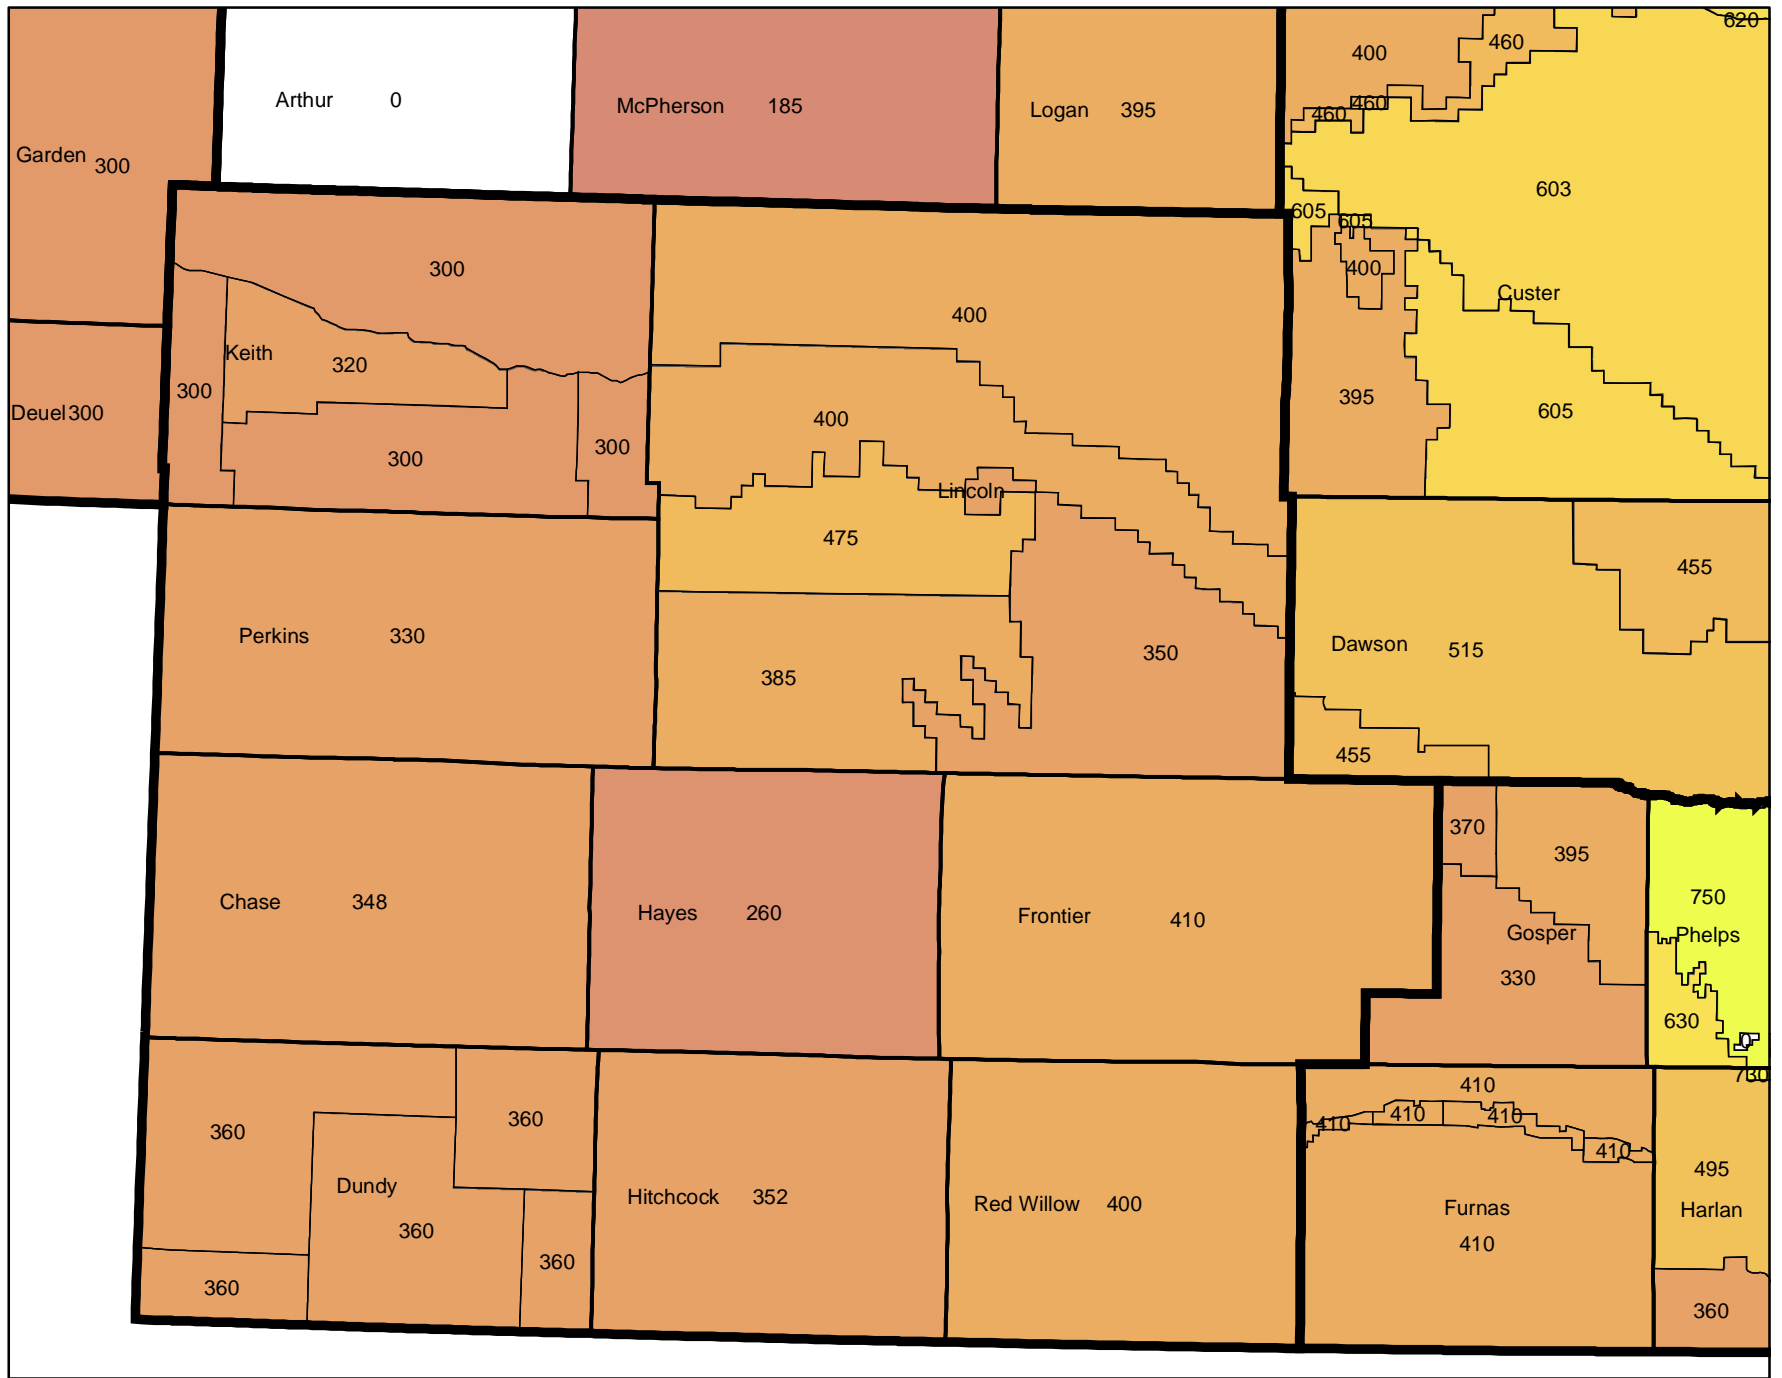 620
400
460
Arthur 0
McPherson 185
Logan 395
460
460
Garden 300
603
605
605
300
400
Custer
400
Keith 320
300
395
605
Deuel 300
400
300
300
Lincoln
475
455
Perkins 330
Dawson 515
350
385
455
370
395
Chase 348
Hayes 260
Frontier 410
750
Gosper
Phelps
330
630
0
730
410
410
410
410
360
360
410
495
Dundy
Hitchcock 352
Red Willow 400
Furnas
Harlan
360
410
360
360
360